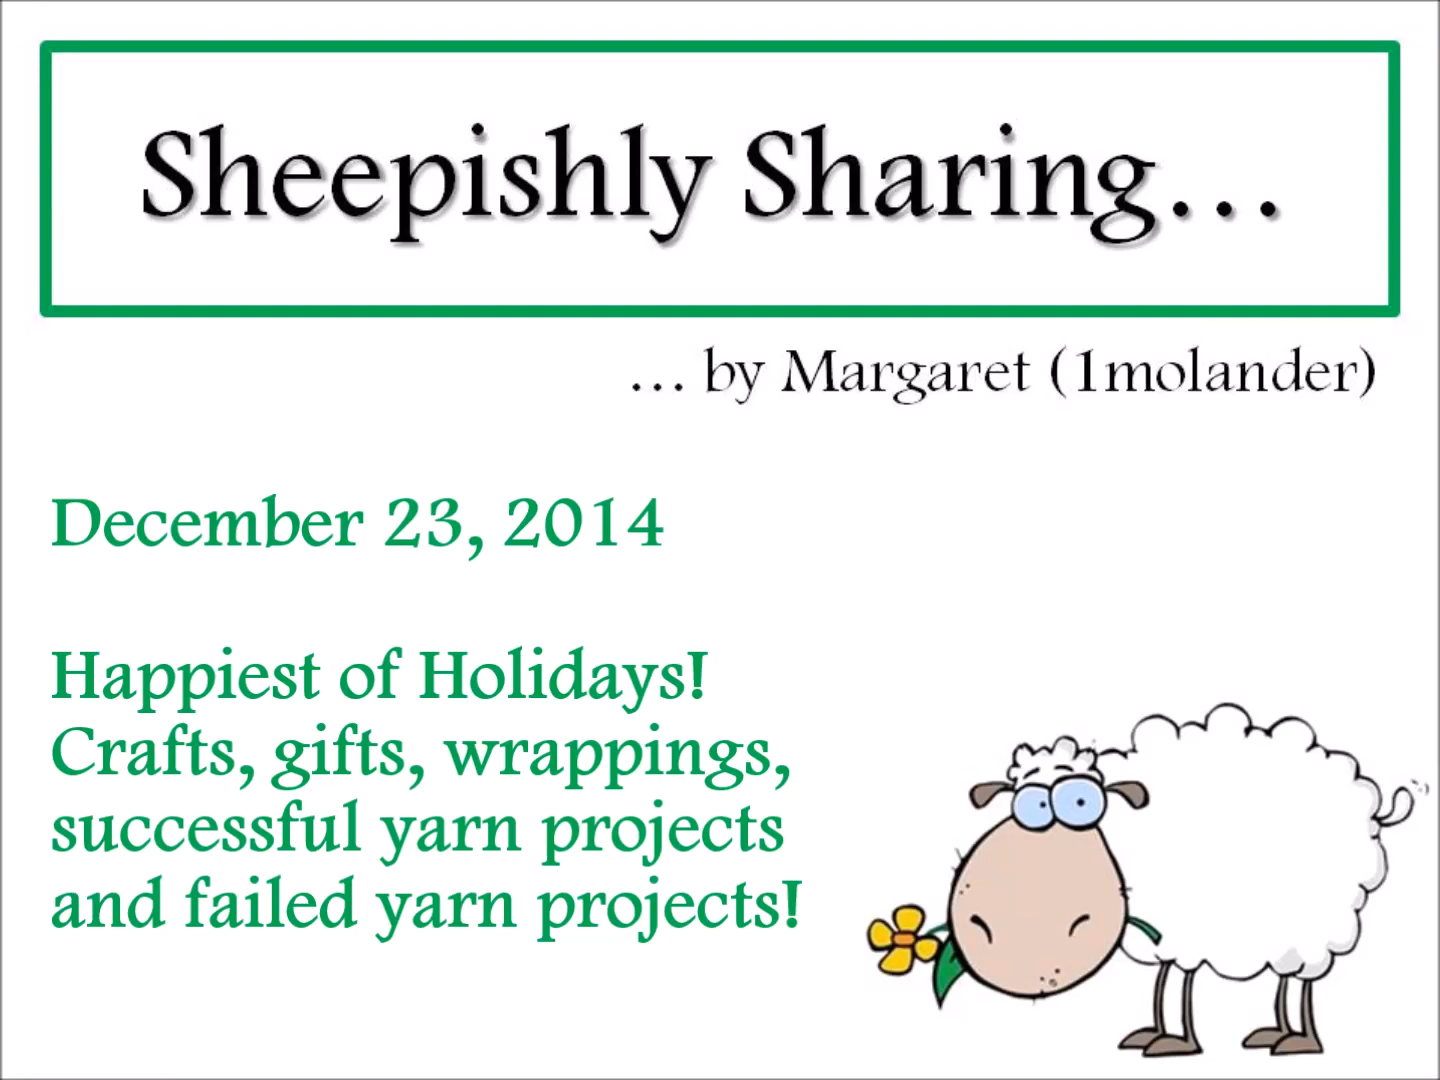 Sheepishly Sharing...
... by Margaret (1molander)
December 23, 2014
Happiest of Holidays!
Crafts, gifts, wrappings,
successful yarn projects
and failed yarn projects!